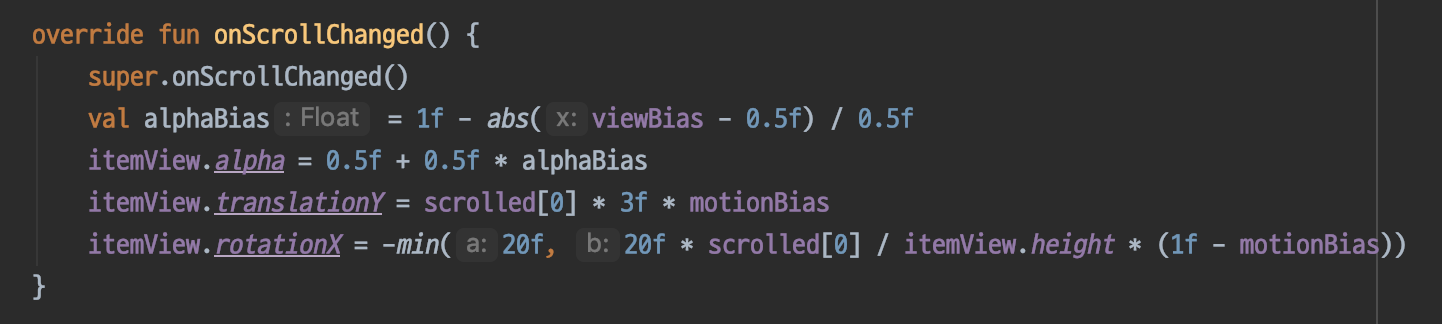 override fun onScrollChanged() {
super.onScrollChanged()
val alphaBias : Float = 1f - abs( x: viewBias - 0.5f) / 0.5f
itemView.alpha = 0.5f + 0.5f * alphaBias
itemView.translationY = scrolled[0] * 3f * motionBias
itemView.rotationX = -min( a: 20f, b: 20f * scrolled[0] / itemView.height * (1f - motionBias))
}